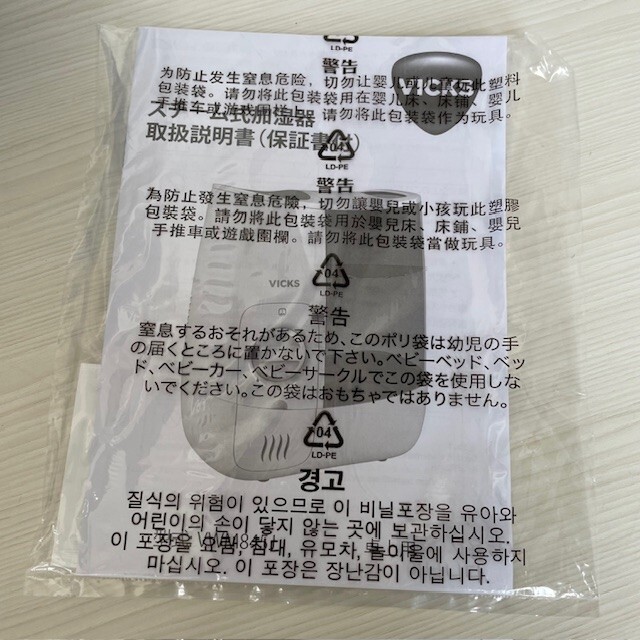 LD-PE
警告
为防止发生窒息危险，切勿让婴儿或儿童玩此塑料
包装袋。请勿将此包装袋用在婴儿床、床铺、婴儿
手推车或游戏围栏上。请勿将此包装袋作为玩具。
VICKS
スチーム式加湿器
取扱説明書（保証書付）
04
LD-PE
警告
為防止發生窒息危險，切勿讓嬰兒或小孩玩此塑膠
包裝袋。請勿將此包裝袋用於嬰兒床、床鋪、嬰兒
手推車或遊戲圍欄。請勿將此包裝袋當做玩具。
04
LD-PE
VICKS
警告
窒息するおそれがあるため、このポリ袋は幼児の手
の届くところに置かないで下さい。ベビーベッド、ベッ
ド、ベビーカー、ベビーサークルでこの袋を使用しな
いでください。この袋はおもちゃではありません。
04
LD-PE
경고
질식의 위험이 있으므로 이 비닐포장을 유아와
어린이의 손이 닿지 않는 곳에 보관하십시오.
이 포장을 요람, 침대, 유모차, 놀이울에 사용하지
마십시오. 이 포장은 장난감이 아닙니다.